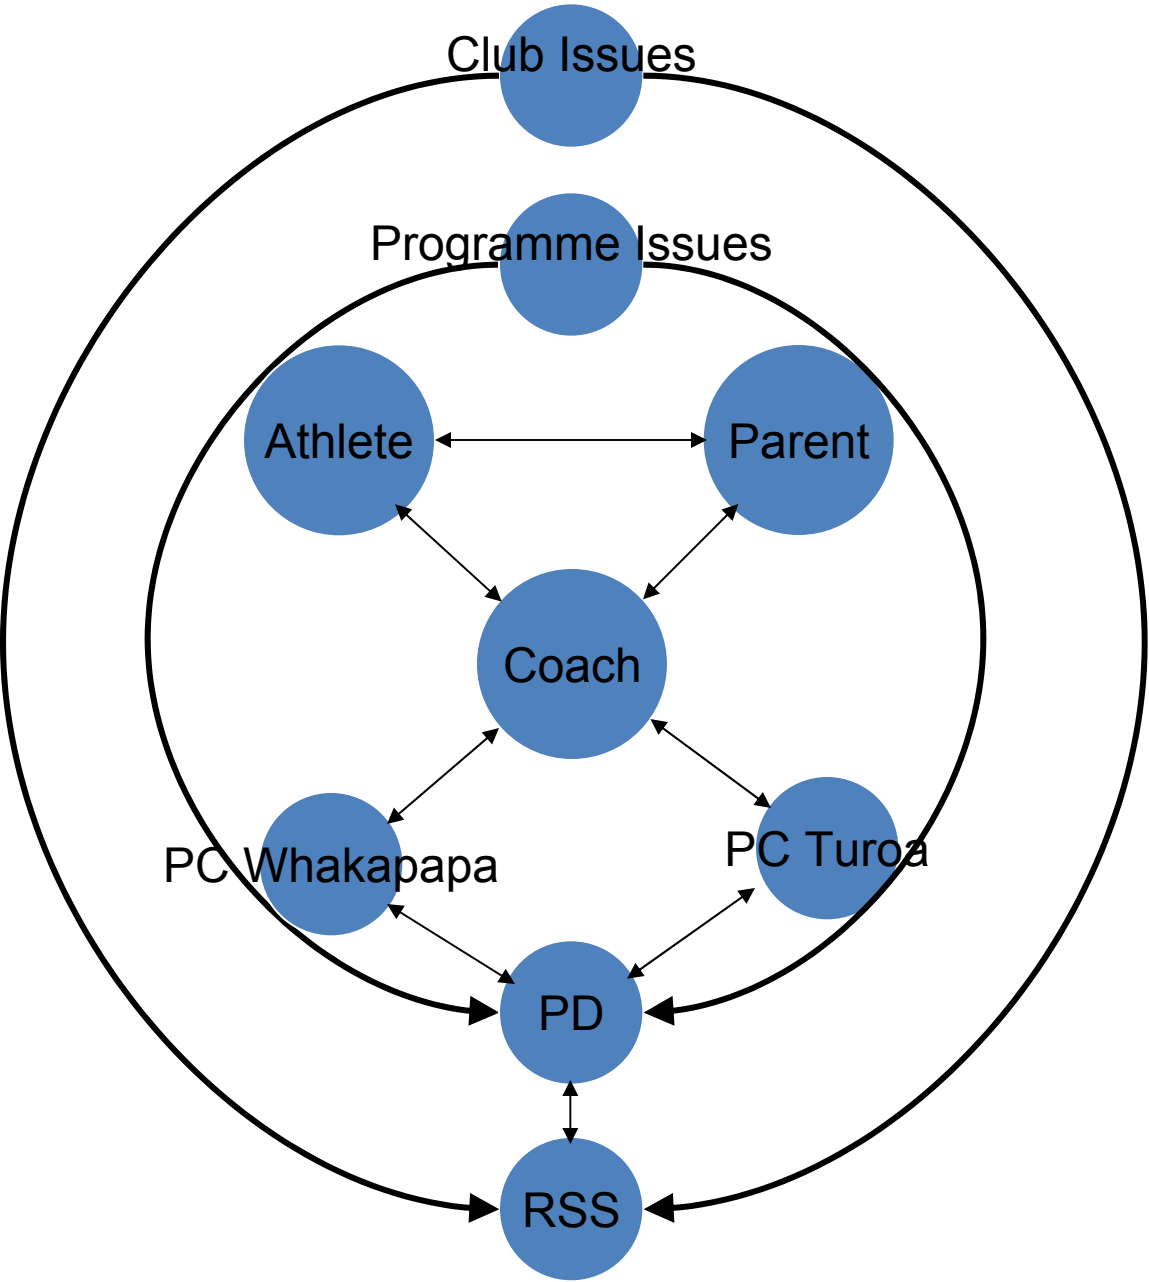 Club Issues
Programme Issues
Athlete
Parent
Coach
PC Whakapapa
PC Turoa
PD
RSS